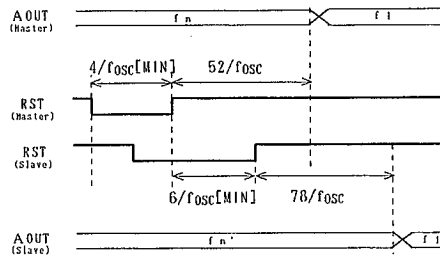 AOUT
(Master)
fn
f1
4/fosc[MIN]
52/fosc
RST
(Master)
RST
(Slave)
6/fosc[MIN]
78/fosc
AOUT
(Slave)
fn'
f1